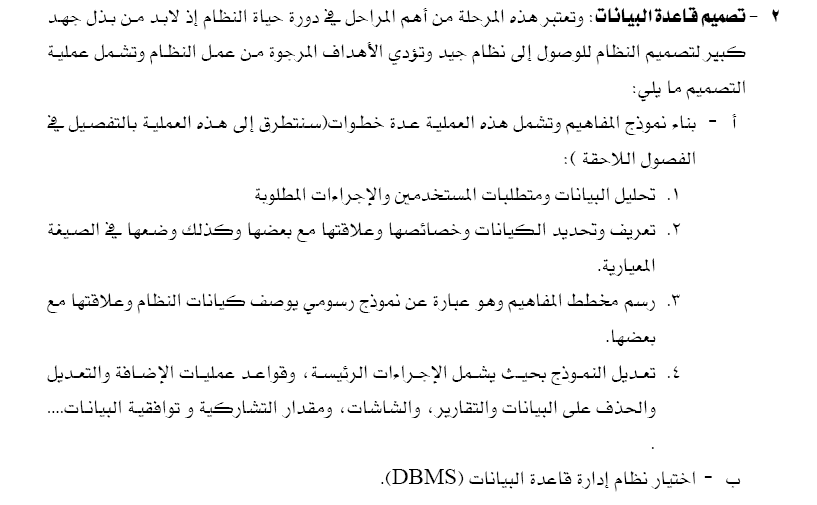 ٢ - تصميم قاعدة البيانات: وتعتبر هذه المرحلة من أهم المراحل في دورة حياة النظام إذ لابد من بذل جهد
كبير لتصميم النظام للوصول إلى نظام جيد وتؤدي الأهداف المرجوة من عمل النظام وتشمل عملية
التصميم ما يلي:
أ - بناء نموذج المفاهيم وتشمل هذه العملية عدة خطوات(سنتطرق إلى هذه العملية بالتفصيل في
الفصول اللاحقة ):
١. تحليل البيانات ومتطلبات المستخدمين والإجراءات المطلوبة
٢. تعريف وتحديد الكيانات وخصائصها وعلاقتها مع بعضها وكذلك وضعها في الصيغة
المعيارية.
٣. رسم مخطط المفاهيم وهو عبارة عن نموذج رسومي يوصف كيانات النظام وعلاقتها مع
بعضها.
٤. تعديل النموذج بحيث يشمل الإجراءات الرئيسة، وقواعد عمليات الإضافة والتعديل
والحذف على البيانات والتقارير، والشاشات، ومقدار التشاركية و توافقية البيانات....
.
ب - اختيار نظام إدارة قاعدة البيانات (DBMS).